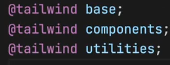 @tailwind base;
@tailwind components;
@tailwind utilities;